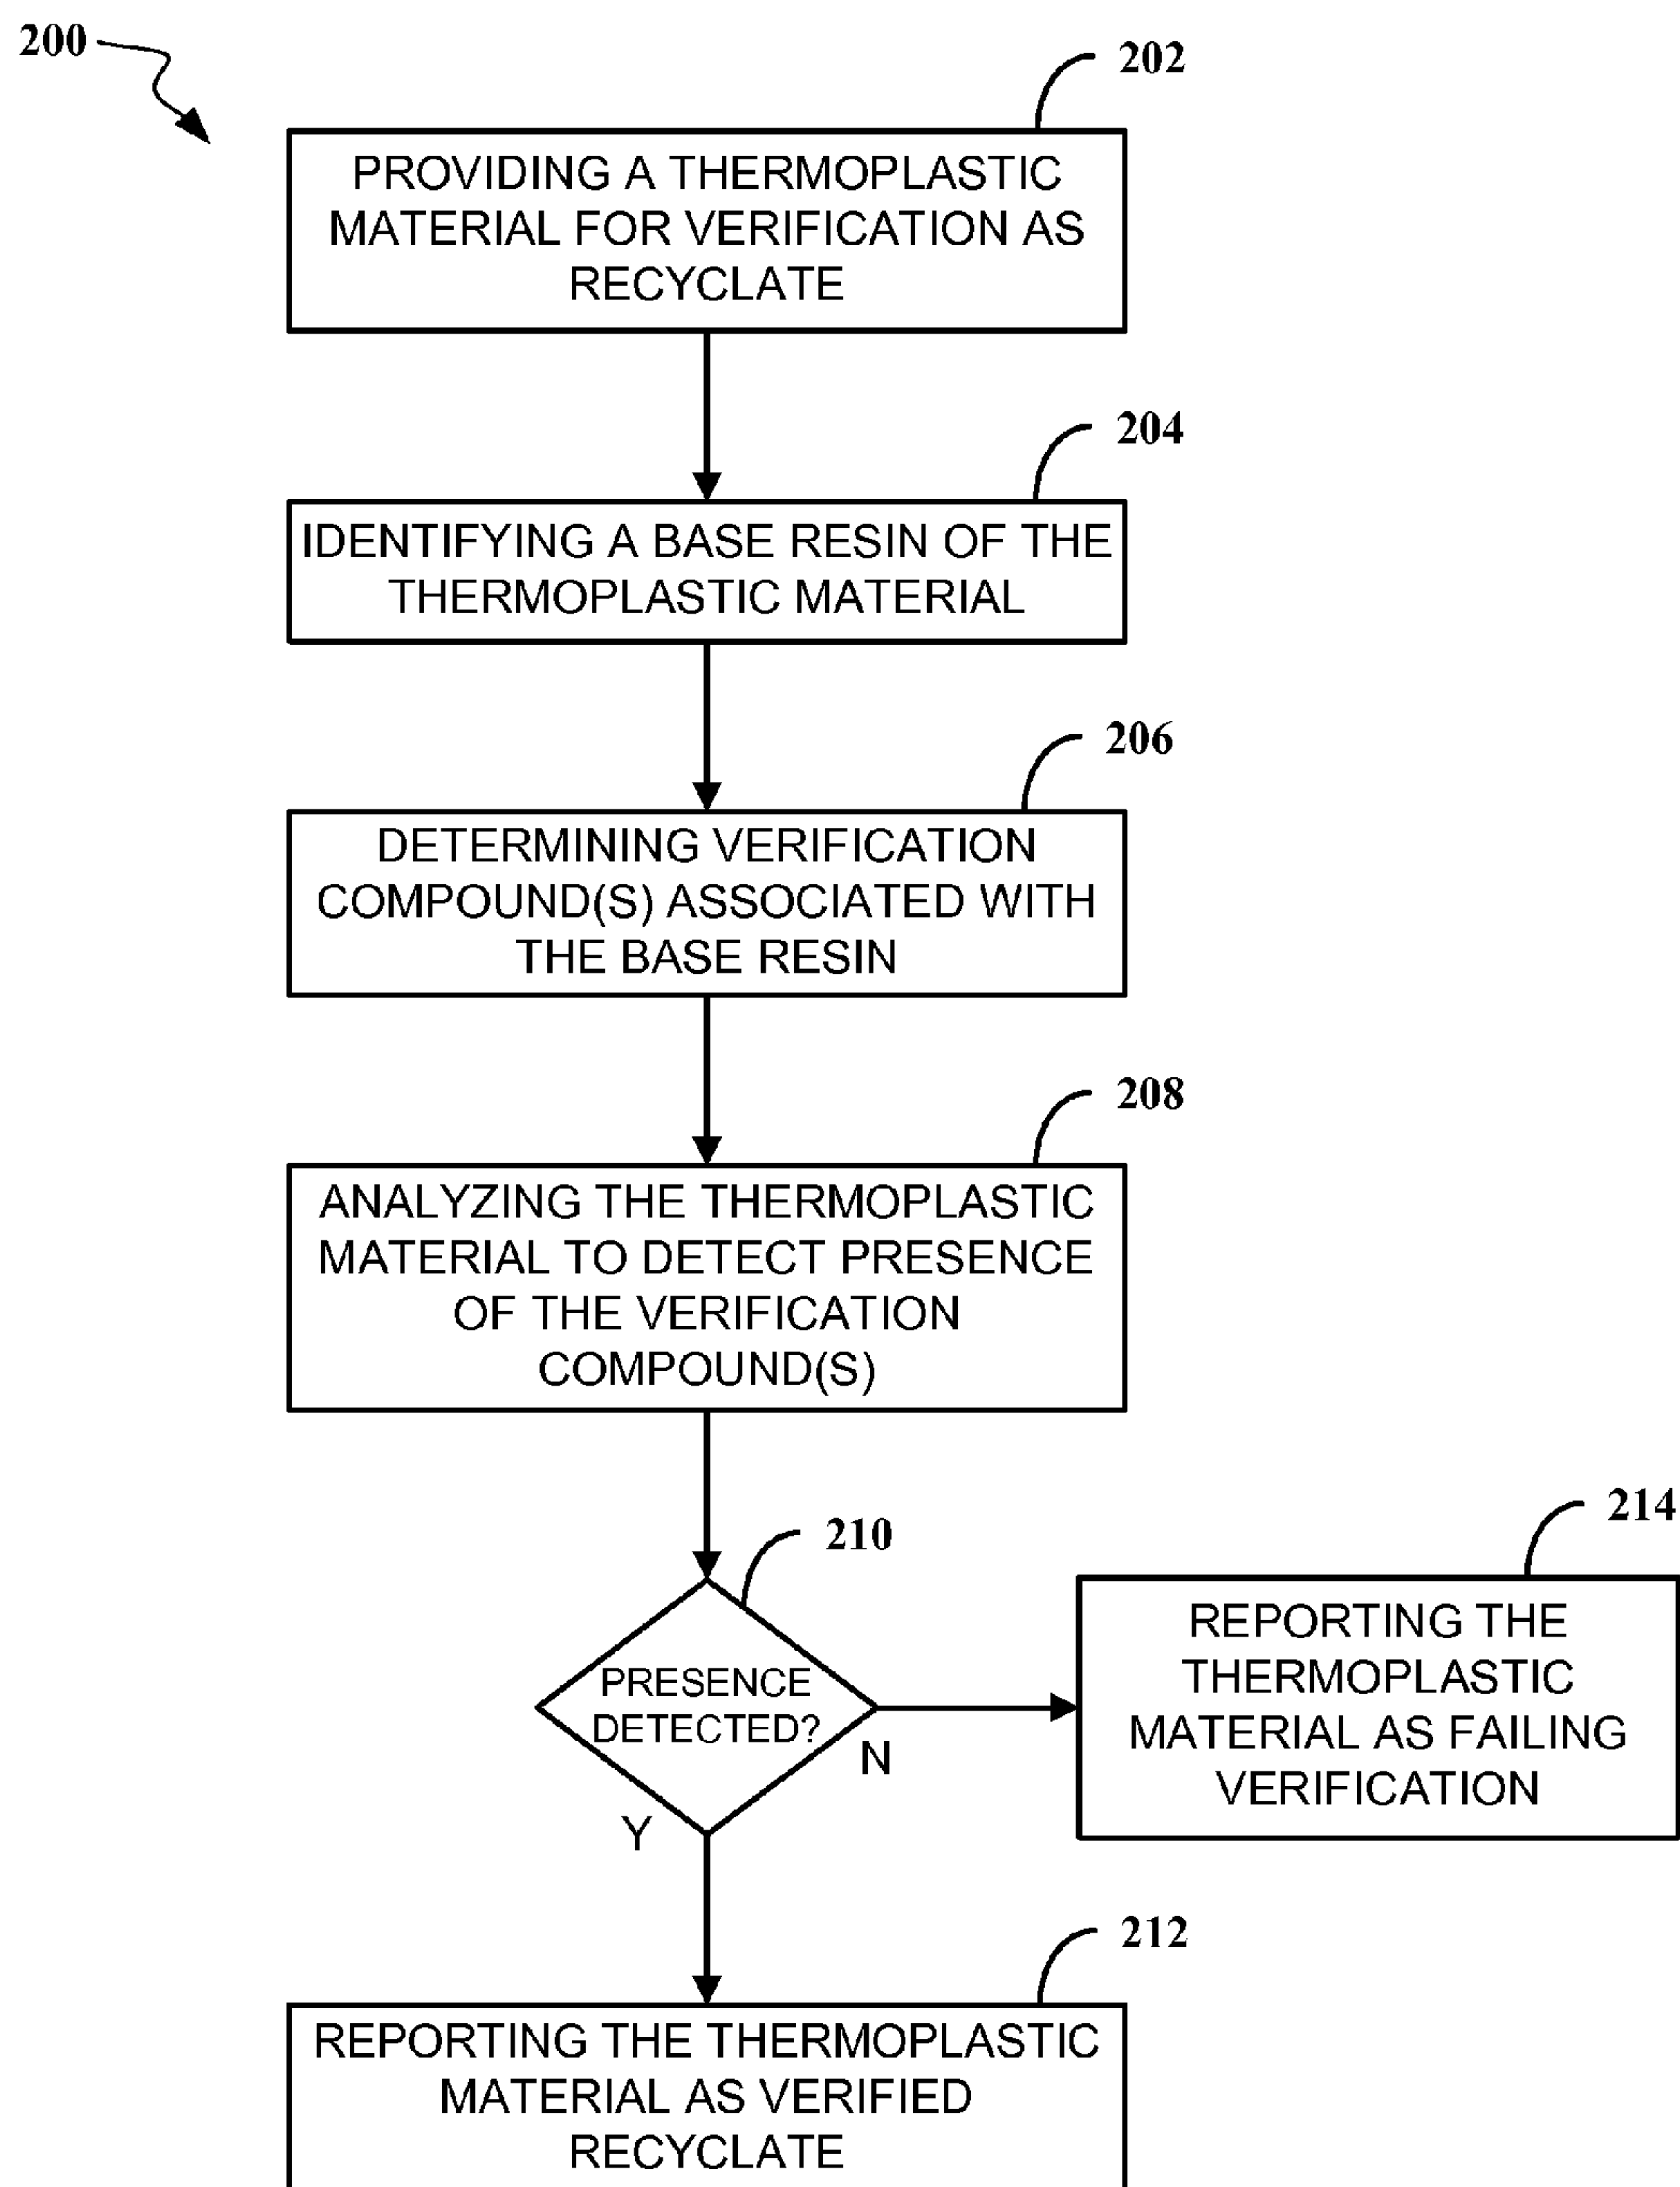 200
202
PROVIDING A THERMOPLASTIC
MATERIAL FOR VERIFICATION AS
RECYCLATE
204
IDENTIFYING A BASE RESIN OF THE
THERMOPLASTIC MATERIAL
206
DETERMINING VERIFICATION
COMPOUND(S) ASSOCIATED WITH
THE BASE RESIN
208
ANALYZING THE THERMOPLASTIC
MATERIAL TO DETECT PRESENCE
OF THE VERIFICATION
COMPOUND(S)
210
PRESENCE
DETECTED?
N
Y
214
REPORTING THE
THERMOPLASTIC
MATERIAL AS FAILING
VERIFICATION
212
REPORTING THE THERMOPLASTIC
MATERIAL AS VERIFIED
RECYCLATE